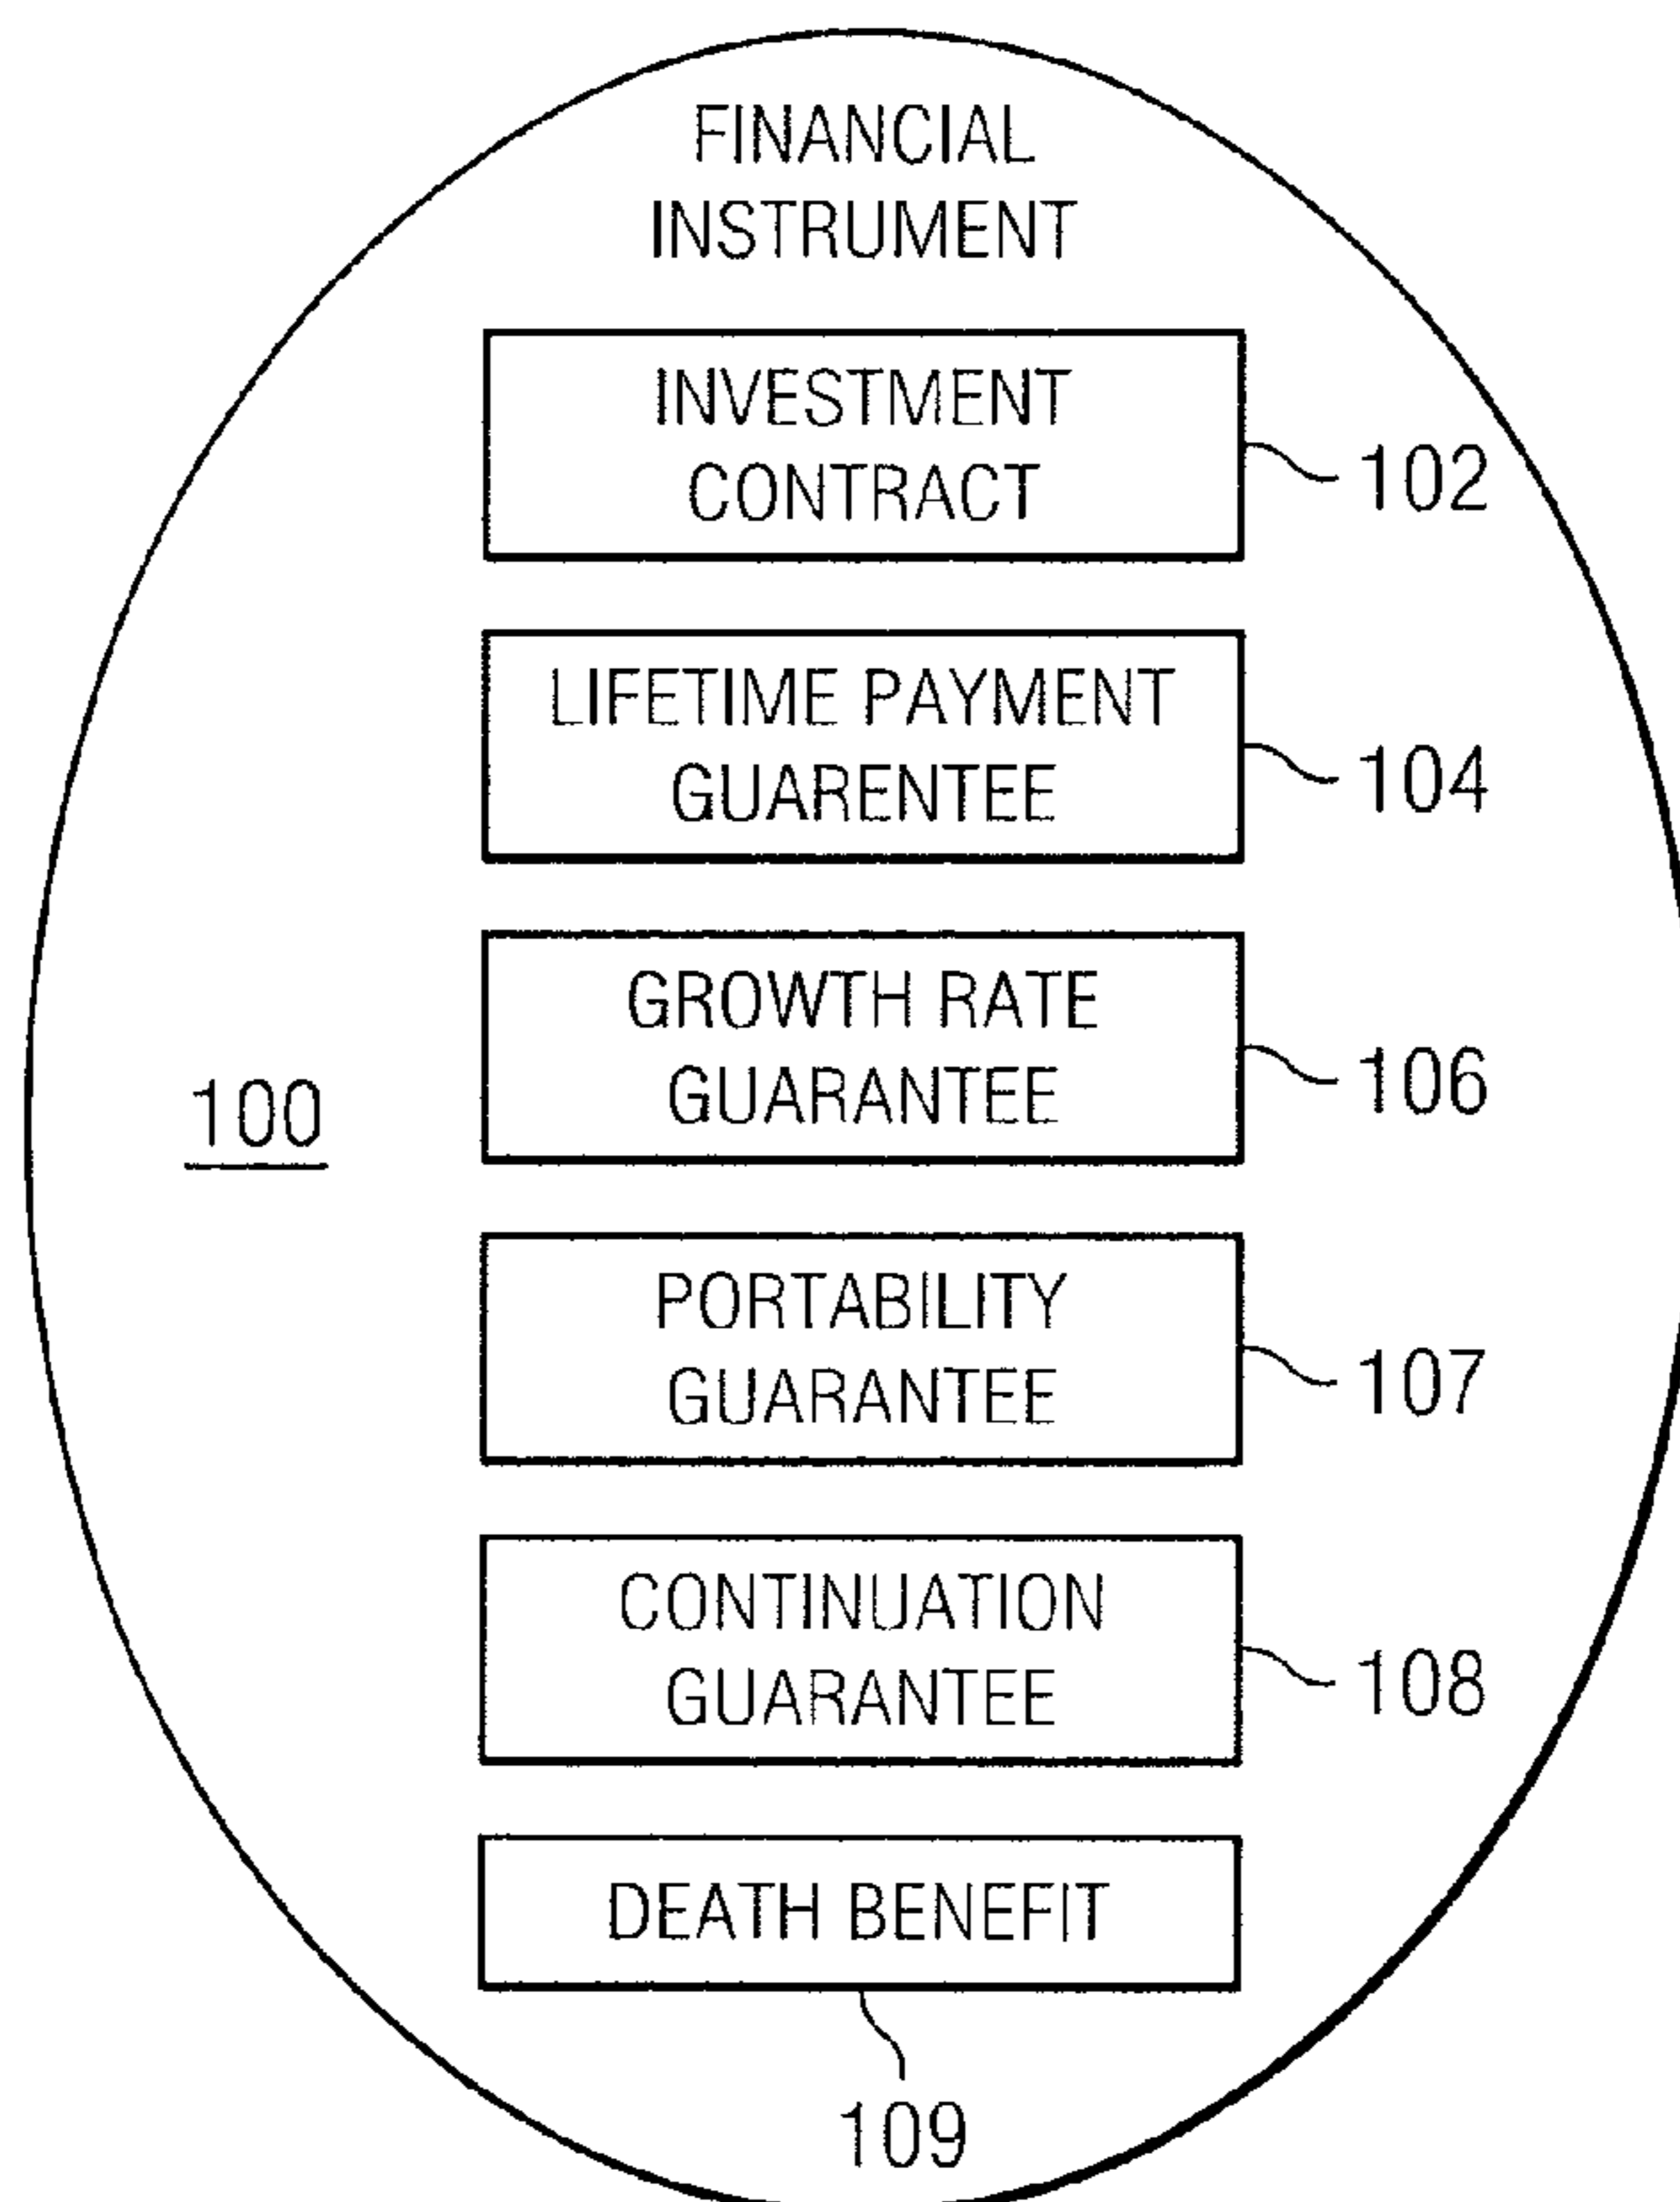 FINANCIAL
INSTRUMENT
INVESTMENT
CONTRACT
102
LIFETIME PAYMENT
GUARENTEE
104
GROWTH RATE
GUARANTEE
106
100
PORTABILITY
GUARANTEE
107
CONTINUATION
GUARANTEE
108
DEATH BENEFIT
109